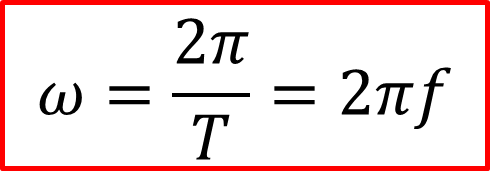 ω = 2π/T = 2πf